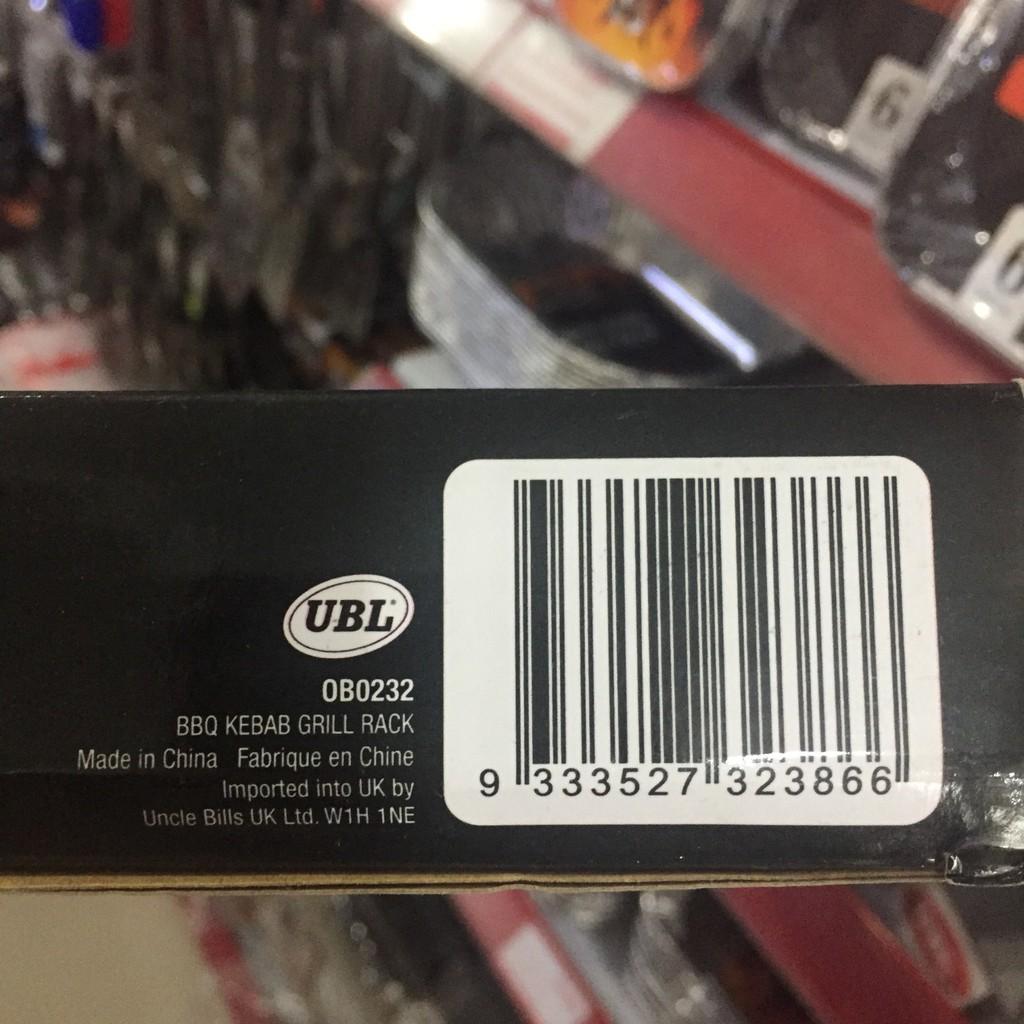 UBL
OB0232
BBQ KEBAB GRILL RACK
Made in China Fabrique en Chine
Imported into UK by
Uncle Bills UK Ltd. W1H 1NE
9 333527 323866
6